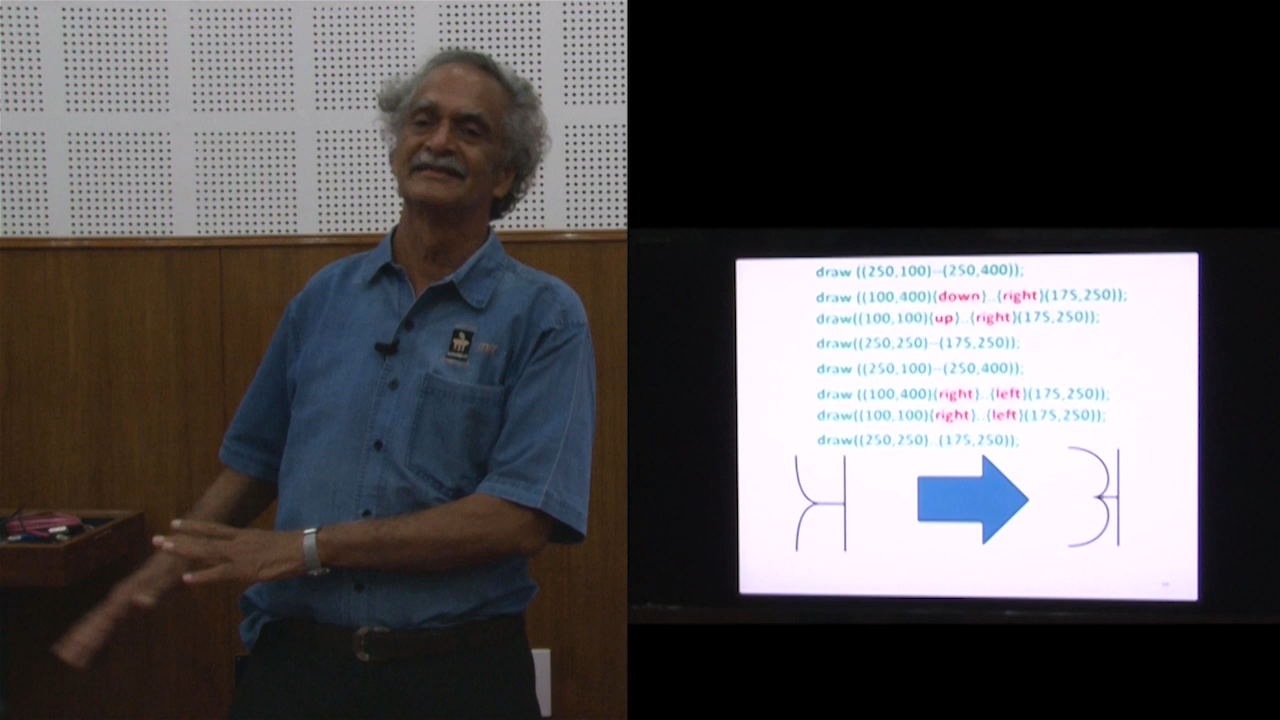 draw ((250,100)--(250,400));
draw ((100,400){down}..{right}(175,250));
draw((100,100){up}..{right}(175,250));
draw((250,250)--(175,250));
draw ((250,100)--(250,400));
draw ((100,400){right}..{left}(175,250));
draw((100,100){right}..{left}(175,250));
draw((250,250)..(175,250));